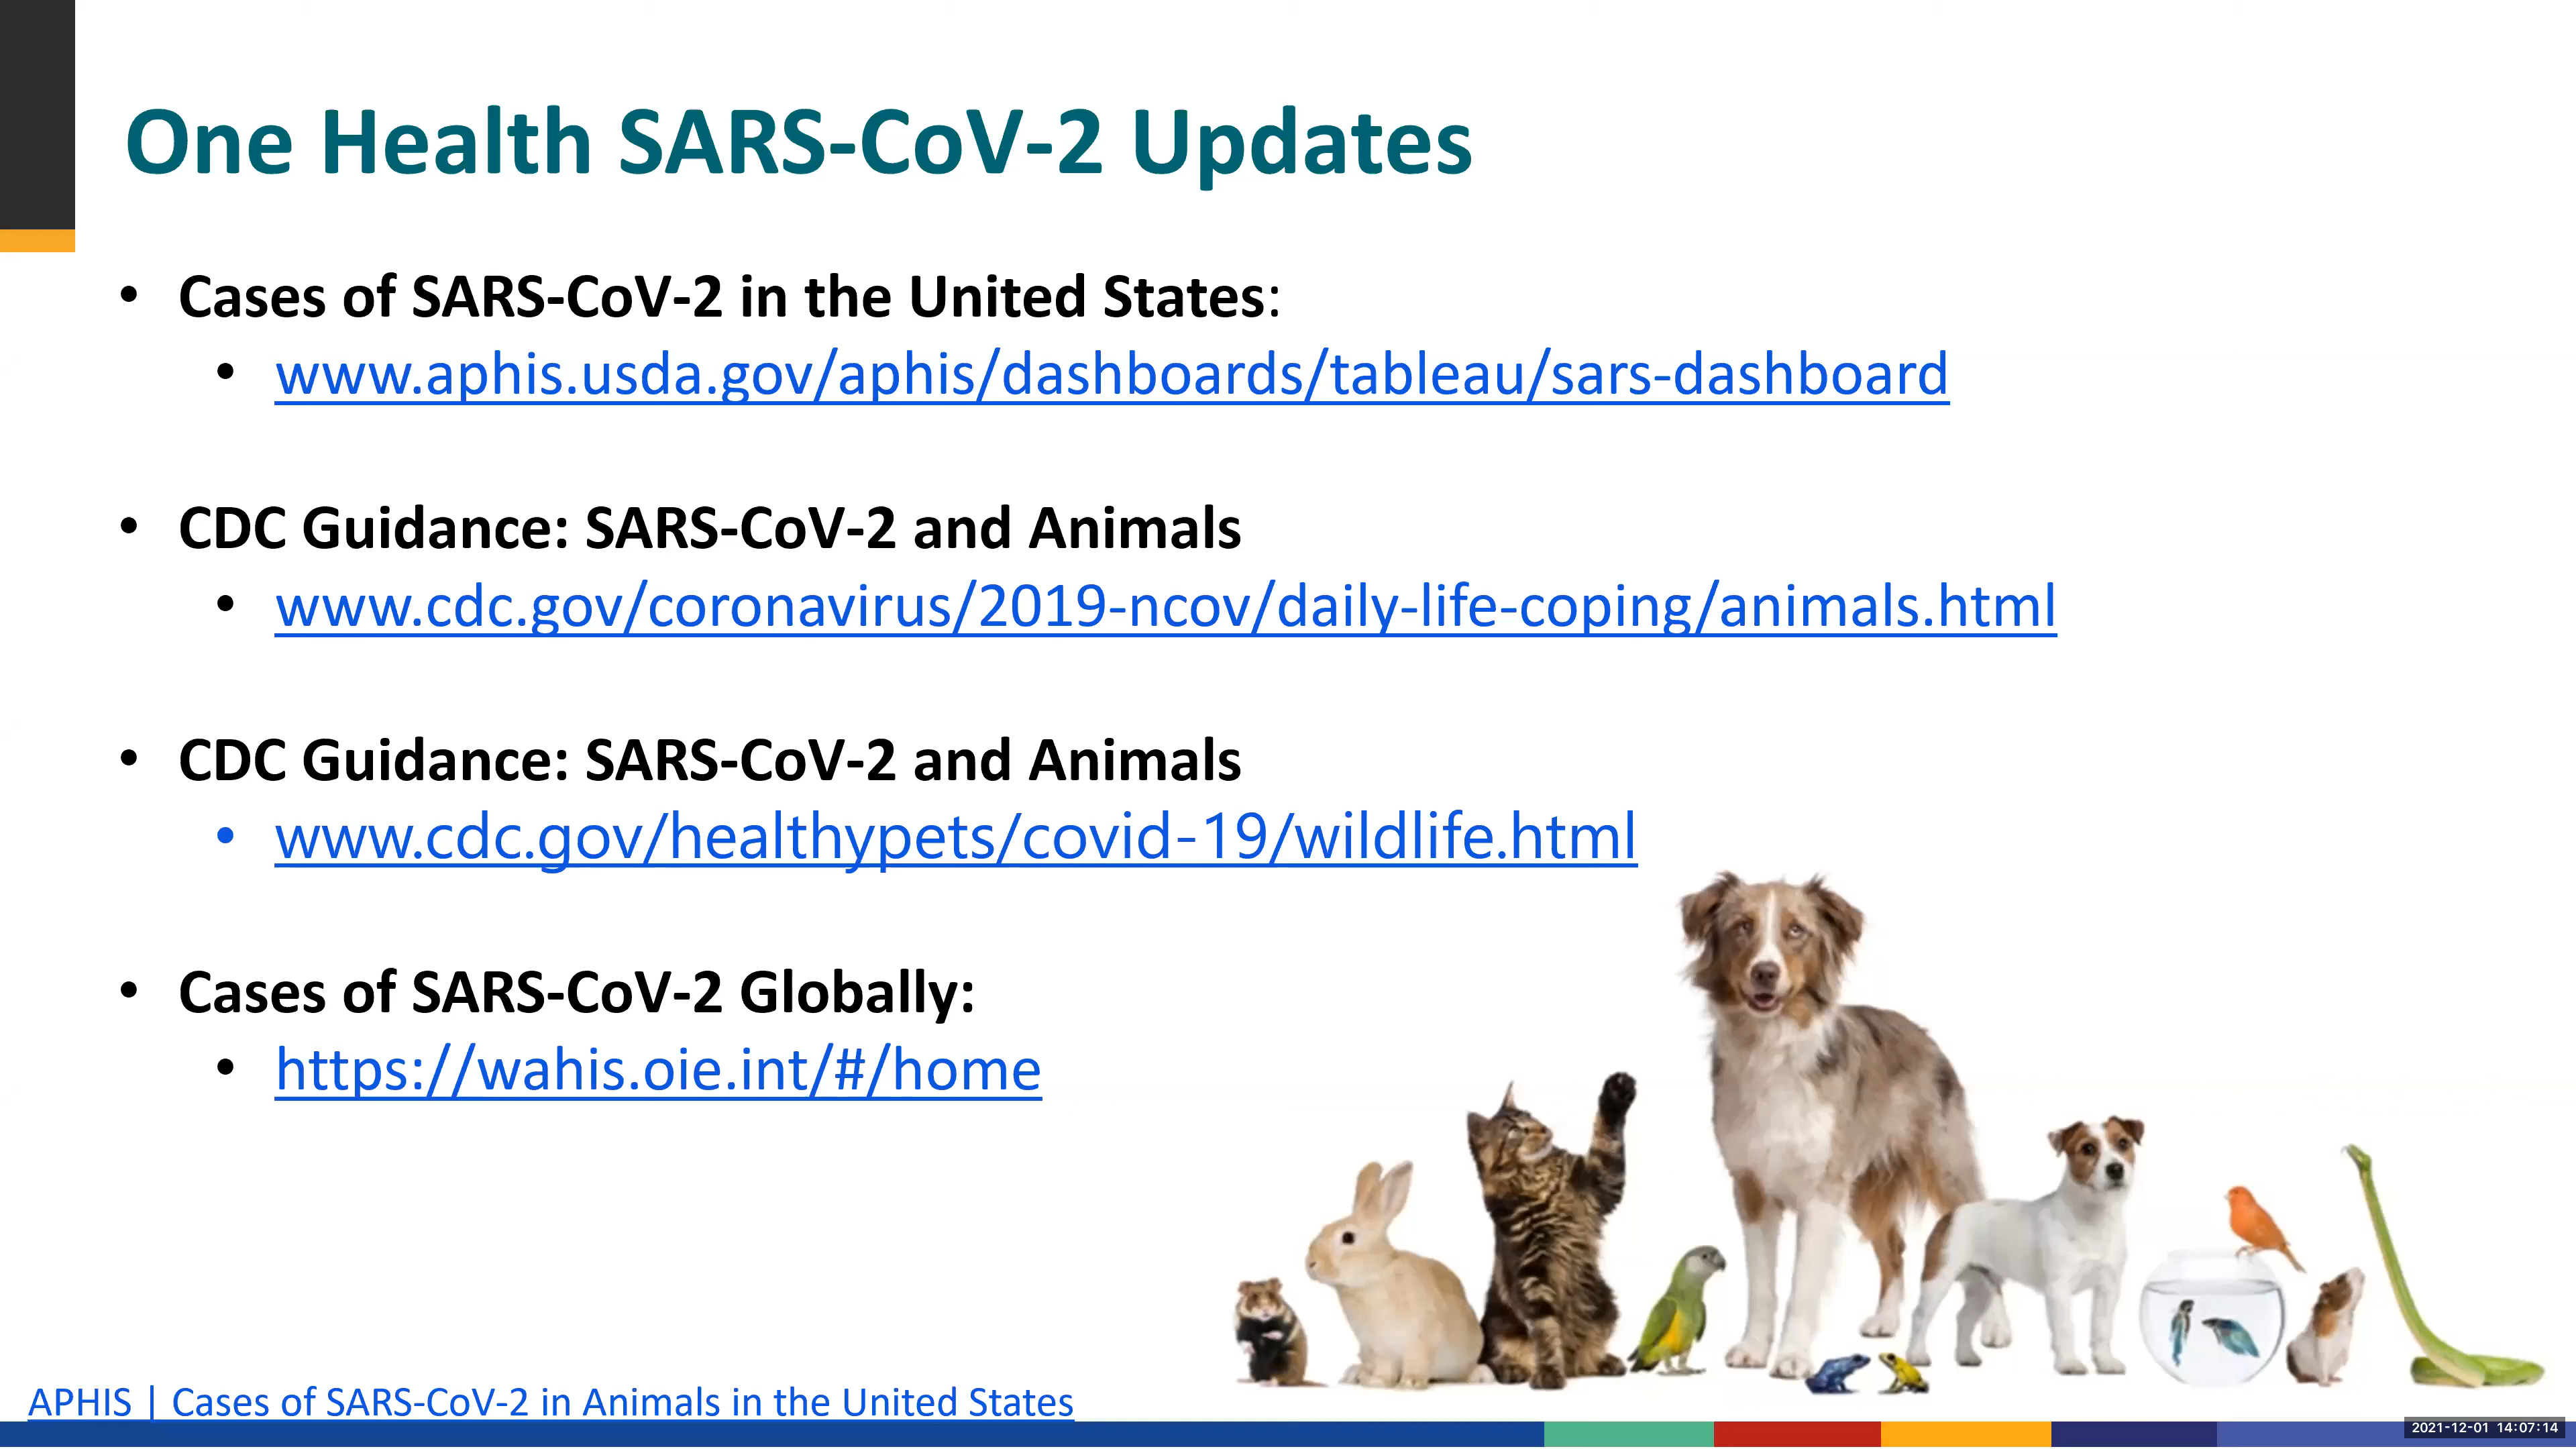 One Health SARS-CoV-2 Updates
• Cases of SARS-CoV-2 in the United States:
• www.aphis.usda.gov/aphis/dashboards/tableau/sars-dashboard
• CDC Guidance: SARS-CoV-2 and Animals
• www.cdc.gov/coronavirus/2019-ncov/daily-life-coping/animals.html
• CDC Guidance: SARS-CoV-2 and Animals
• www.cdc.gov/healthypets/covid-19/wildlife.html
• Cases of SARS-CoV-2 Globally:
• https://wahis.oie.int/#/home
APHIS | Cases of SARS-CoV-2 in Animals in the United States
2021-12-01 14:07:14